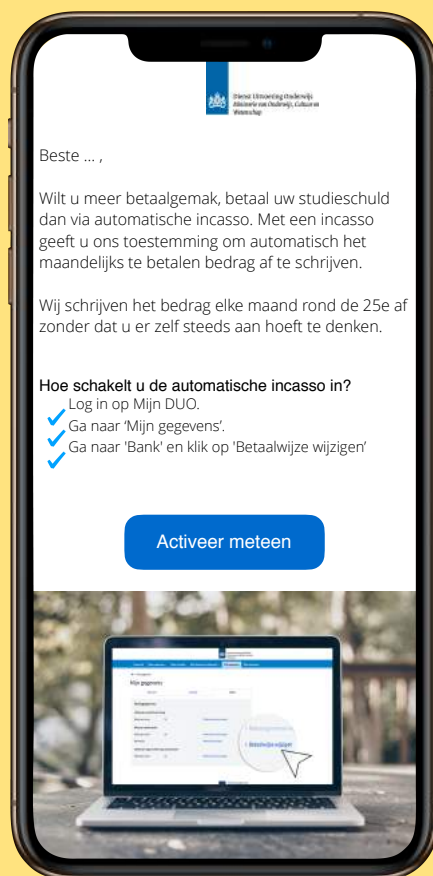 Dienst Uitvoering Onderwijs
Ministerie van Onderwijs, Cultuur en
Wetenschap
Beste ... ,
Wilt u meer betaalgemak, betaal uw studieschuld
dan via automatische incasso. Met een incasso
geeft u ons toestemming om automatisch het
maandelijks te betalen bedrag af te schrijven.
Wij schrijven het bedrag elke maand rond de 25e af
zonder dat u er zelf steeds aan hoeft te denken.
Hoe schakelt u de automatische incasso in?
Log in op Mijn DUO.
Ga naar ‘Mijn gegevens’.
Ga naar 'Bank' en klik op 'Betaalwijze wijzigen’
Activeer meteen
Mijn gegevens